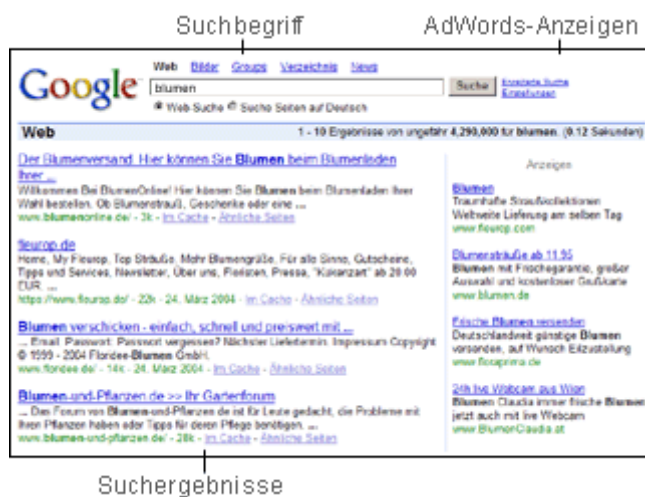 Suchbegriff AdWords-Anzeigen
Google Web Bilder Groups Verzeichnis News
blumen Suche Erweiterte Suche
Einstellungen
Web-Suche Suche Seiten auf Deutsch
Web 1 - 10 Ergebnisse von ungefähr 4,290,000 für blumen. (0.12 Sekunden)
Der Blumenversand. Hier können Sie Blumen beim Blumenladen
Ihrer ...
Willkommen Bei BlumenOnline! Hier können Sie Blumen beim Blumenladen Ihrer
Wahl bestellen. Ob Blumenstrauß, Geschenke oder eine ...
www.blumenonline.de/ - 3k - Im Cache - Ähnliche Seiten
fleurop.de
Home, My Fleurop, Top Sträuße, Mehr Blumengrüße, Für alle Sinne, Gutscheine,
Tipps und Services, Newsletter, Über uns, Floristen, Presse, "Kokanzart" ab 20.00
EUR. ...
https://www.fleurop.de/ - 22k - 24. März 2004 - Im Cache - Ähnliche Seiten
Blumen verschicken - einfach, schnell und preiswert mit ...
... Email: Passwort: Passwort vergessen? Nächster Liefertermin. Impressum Copyright
© 1999 - 2004 Floridee-Blumen GmbH.
www.floridee.de/ - 14k - 24. März 2004 - Im Cache - Ähnliche Seiten
Blumen-und-Pflanzen.de >> Ihr Gartenforum
... Das Forum von Blumen-und-Pflanzen.de ist für Leute gedacht, die Probleme mit
Ihren Pflanzen haben oder Tipps für deren Pflege benötigen. ...
www.blumen-und-pflanzen.de/ - 28k - Im Cache - Ähnliche Seiten
Anzeigen
Blumen
Traumhafte Straußkollektionen
Weltweite Lieferung am selben Tag
www.fleurop.com
Blumensträuße ab 11,95
Blumen mit Frischegarantie, großer
Auswahl und kostenloser Grußkarte
www.blumen.de
Frische Blumen versenden
Deutschlandweit günstige Blumen
versenden, auf Wunsch Eilzustellung
www.floraprima.de
24h live Webcam aus Wien
Blumen Claudia immer frische Blumen
jetzt auch mit live Webcam
www.BlumenClaudia.at
Suchergebnisse